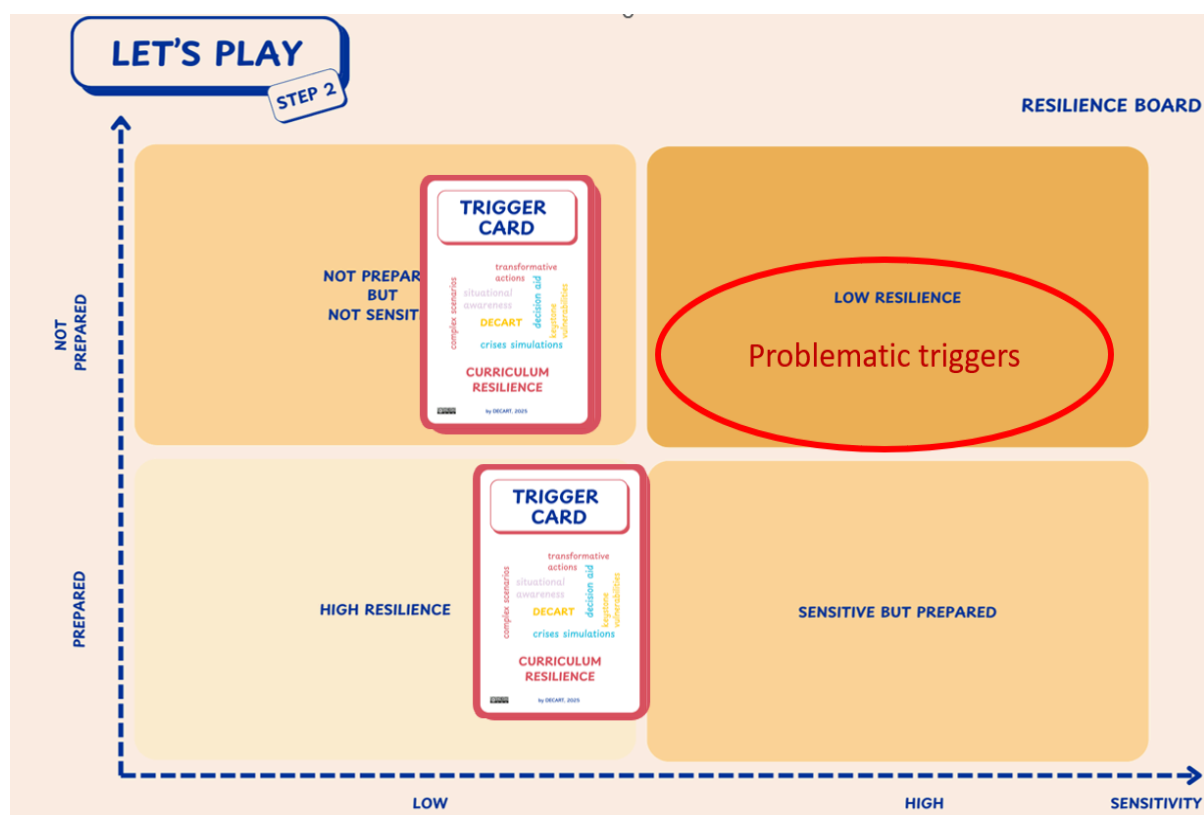 LET'S PLAY
STEP 2
RESILIENCE BOARD
NOT
PREPARED
NOT PREPAR
BUT
NOT SENSIT
TRIGGER
CARD
transformative
actions
complex scenarios
situational
awareness
decision aid
keystone
vulnerabilities
DECART
crises simulations
CURRICULUM
RESILIENCE
by DECART, 2025
LOW RESILIENCE
Problematic triggers
PREPARED
HIGH RESILIENCE
TRIGGER
CARD
transformative
actions
complex scenarios
situational
awareness
decision aid
keystone
vulnerabilities
DECART
crises simulations
CURRICULUM
RESILIENCE
by DECART, 2025
SENSITIVE BUT PREPARED
LOW
HIGH
SENSITIVITY